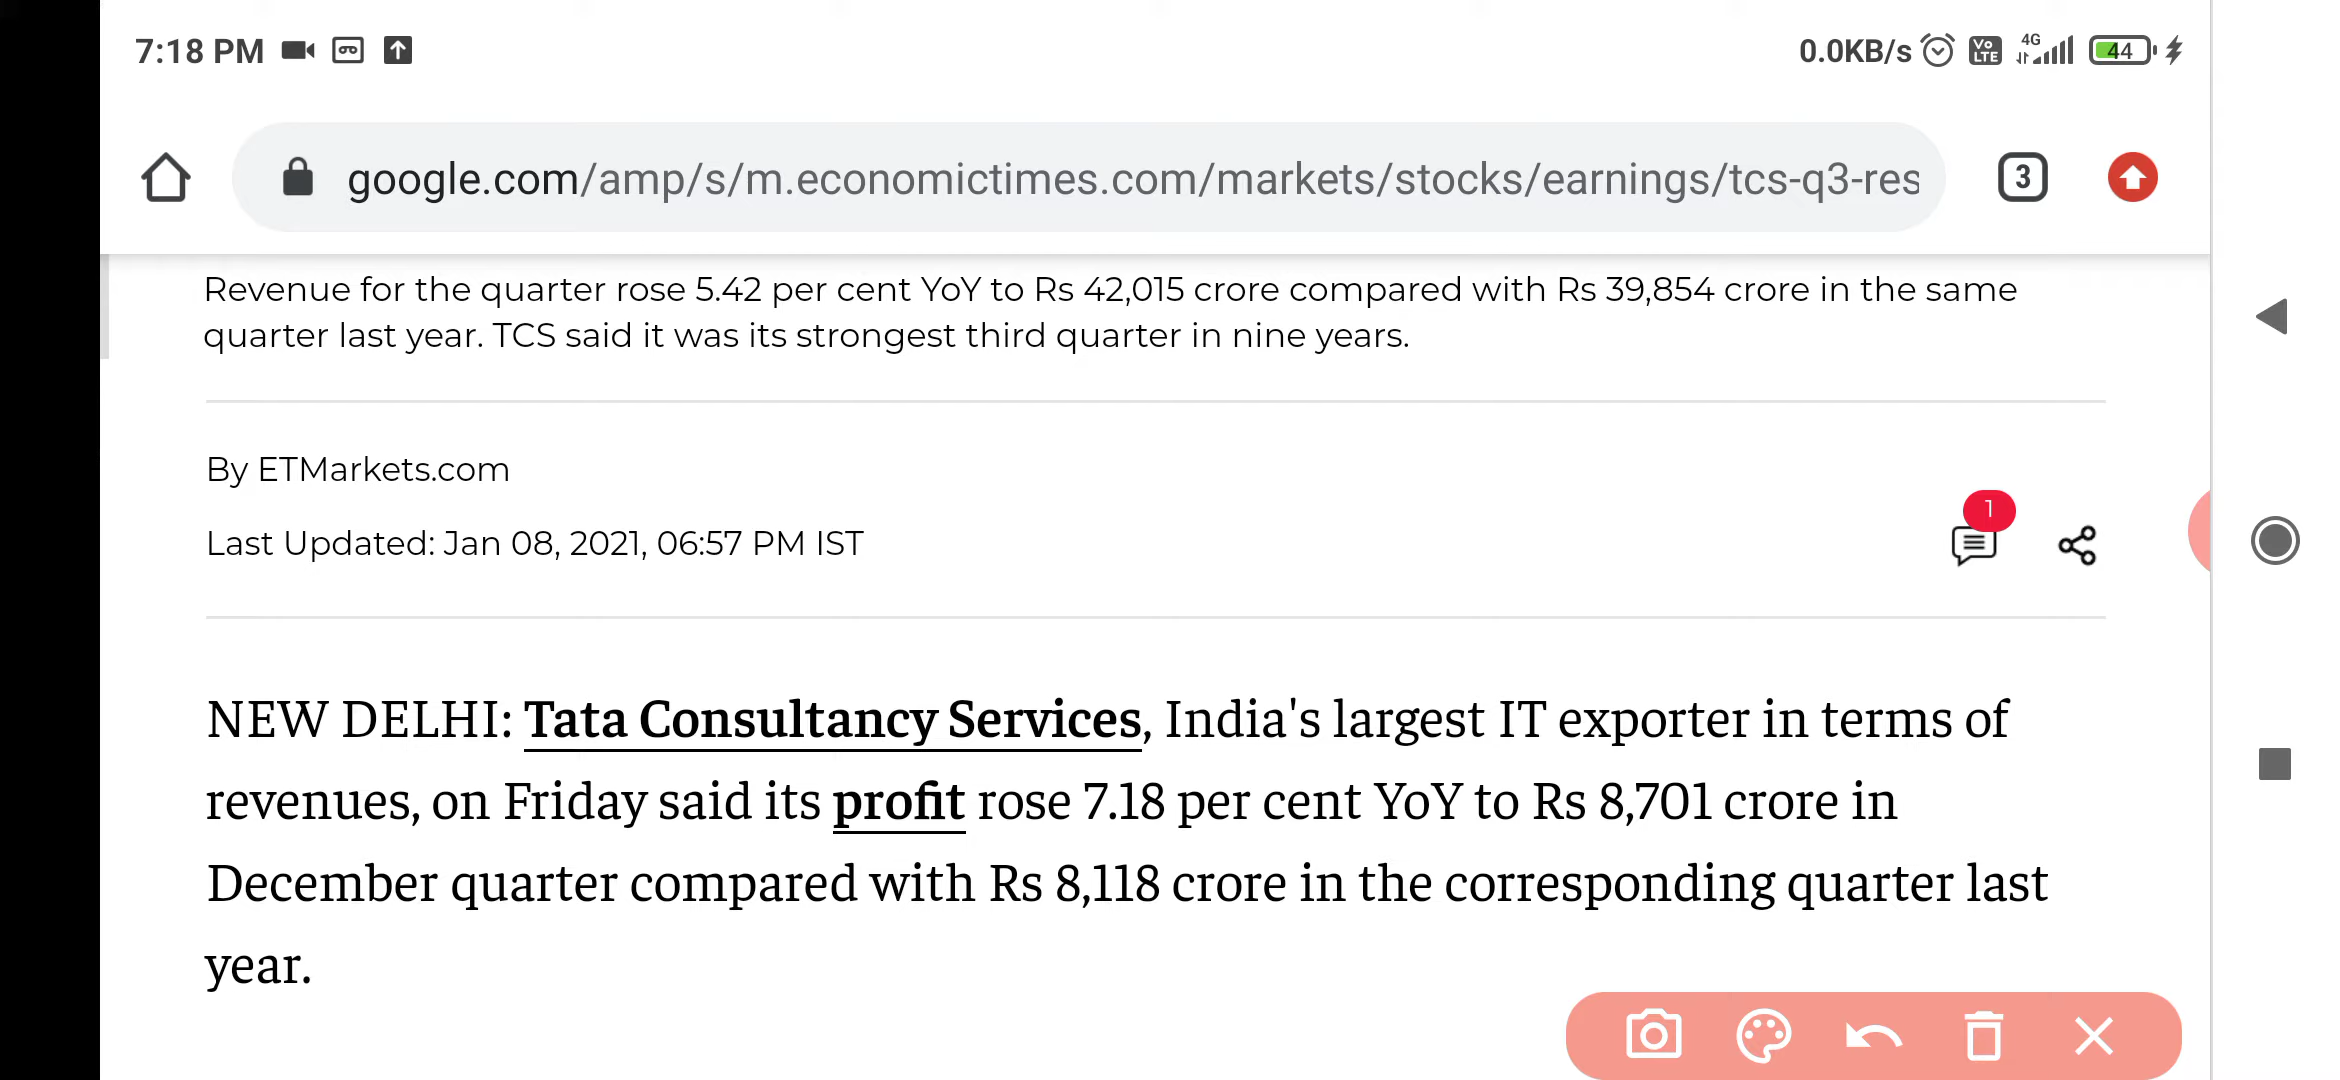 7:18 PM 0.0KB/s Vo LTE 4G 44
google.com/amp/s/m.economictimes.com/markets/stocks/earnings/tcs-q3-res 3
Revenue for the quarter rose 5.42 per cent YoY to Rs 42,015 crore compared with Rs 39,854 crore in the same
quarter last year. TCS said it was its strongest third quarter in nine years.
By ETMarkets.com
1
Last Updated: Jan 08, 2021, 06:57 PM IST
NEW DELHI: Tata Consultancy Services, India's largest IT exporter in terms of
revenues, on Friday said its profit rose 7.18 per cent YoY to Rs 8,701 crore in
December quarter compared with Rs 8,118 crore in the corresponding quarter last
year.